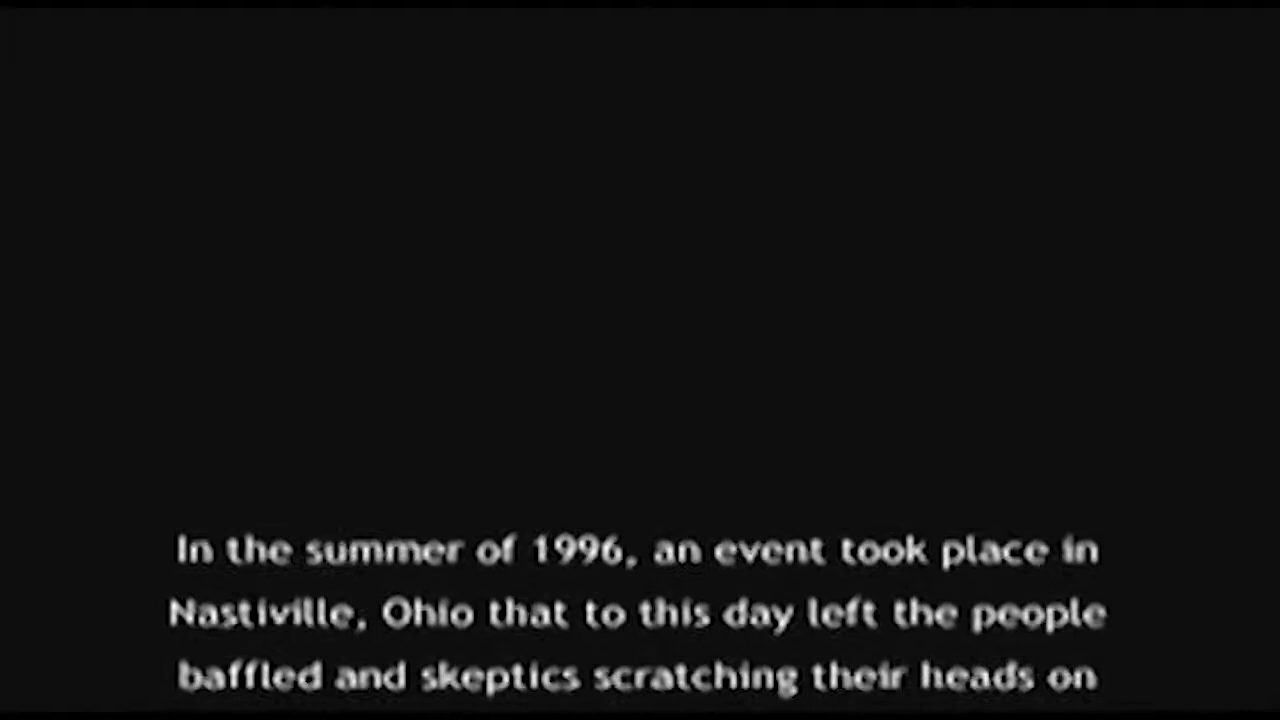 In the summer of 1996, an event took place in
Nastiville, Ohio that to this day left the people
baffled and skeptics scratching their heads on